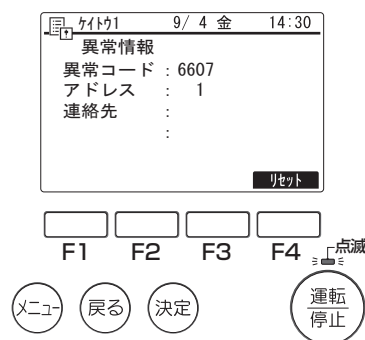 ケイトウ1 9/ 4 金 14:30
異常情報
異常コード : 6607
アドレス : 1
連絡先 :
:
リセット
F1 F2 F3 F4 点滅
メニュー 戻る 決定 運転
停止